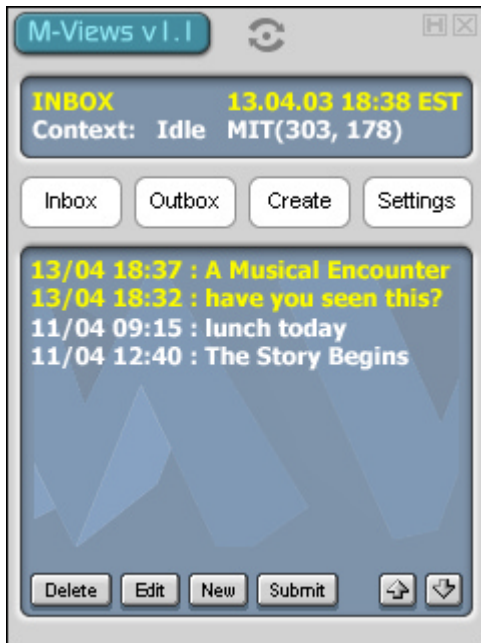 M-Views v1.1
H X
INBOX 13.04.03 18:38 EST
Context: Idle MIT(303, 178)
Inbox Outbox Create Settings
13/04 18:37 : A Musical Encounter
13/04 18:32 : have you seen this?
11/04 09:15 : lunch today
11/04 12:40 : The Story Begins
Delete Edit New Submit